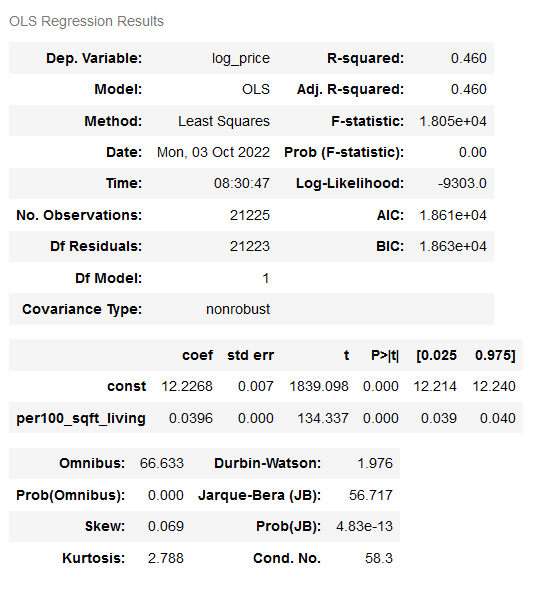 OLS Regression Results
Dep. Variable: log_price R-squared: 0.460
Model: OLS Adj. R-squared: 0.460
Method: Least Squares F-statistic: 1.805e+04
Date: Mon, 03 Oct 2022 Prob (F-statistic): 0.00
Time: 08:30:47 Log-Likelihood: -9303.0
No. Observations: 21225 AIC: 1.861e+04
Df Residuals: 21223 BIC: 1.863e+04
Df Model: 1
Covariance Type: nonrobust
coef std err t P>|t| [0.025 0.975]
const 12.2268 0.007 1839.098 0.000 12.214 12.240
per100_sqft_living 0.0396 0.000 134.337 0.000 0.039 0.040
Omnibus: 66.633 Durbin-Watson: 1.976
Prob(Omnibus): 0.000 Jarque-Bera (JB): 56.717
Skew: 0.069 Prob(JB): 4.83e-13
Kurtosis: 2.788 Cond. No. 58.3